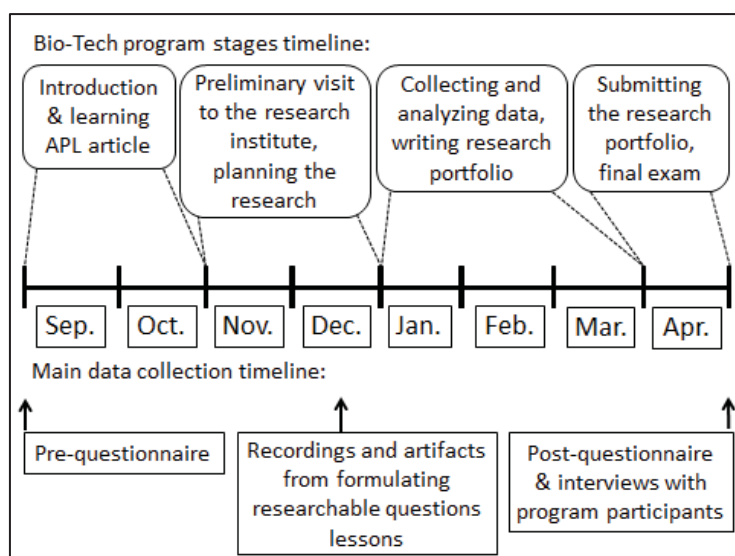 Bio-Tech program stages timeline:
Introduction
& learning
APL article
Preliminary visit
to the research
institute,
planning the
research
Collecting and
analyzing data,
writing research
portfolio
Submitting
the research
portfolio,
final exam
Sep.
Oct.
Nov.
Dec.
Jan.
Feb.
Mar.
Apr.
Main data collection timeline:
Pre-questionnaire
Recordings and artifacts
from formulating
researchable questions
lessons
Post-questionnaire
& interviews with
program participants